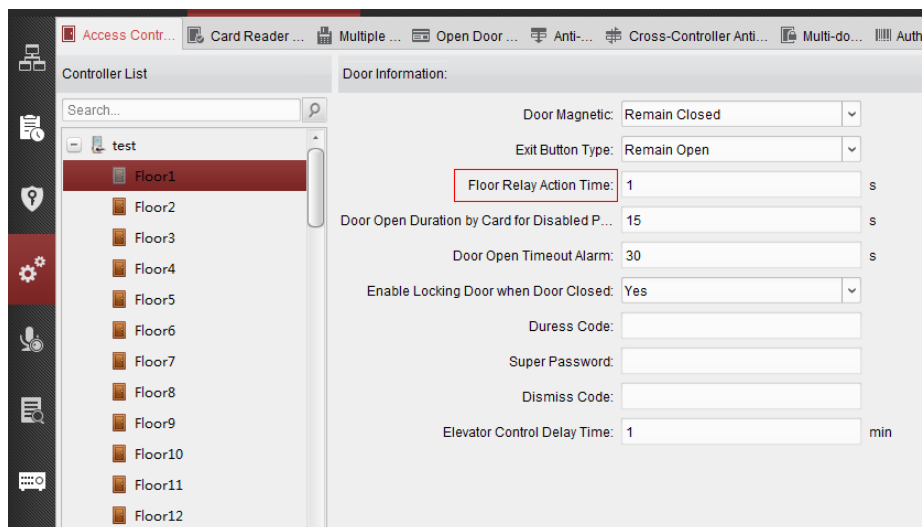 Access Contr... Card Reader ... Multiple ... Open Door ... Anti-... Cross-Controller Anti... Multi-do... Auth
Controller List
Door Information:
Search...
test
Floor1
Floor2
Floor3
Floor4
Floor5
Floor6
Floor7
Floor8
Floor9
Floor10
Floor11
Floor12
Door Magnetic: Remain Closed
Exit Button Type: Remain Open
Floor Relay Action Time: 1 s
Door Open Duration by Card for Disabled P... 15 s
Door Open Timeout Alarm: 30 s
Enable Locking Door when Door Closed: Yes
Duress Code:
Super Password:
Dismiss Code:
Elevator Control Delay Time: 1 min